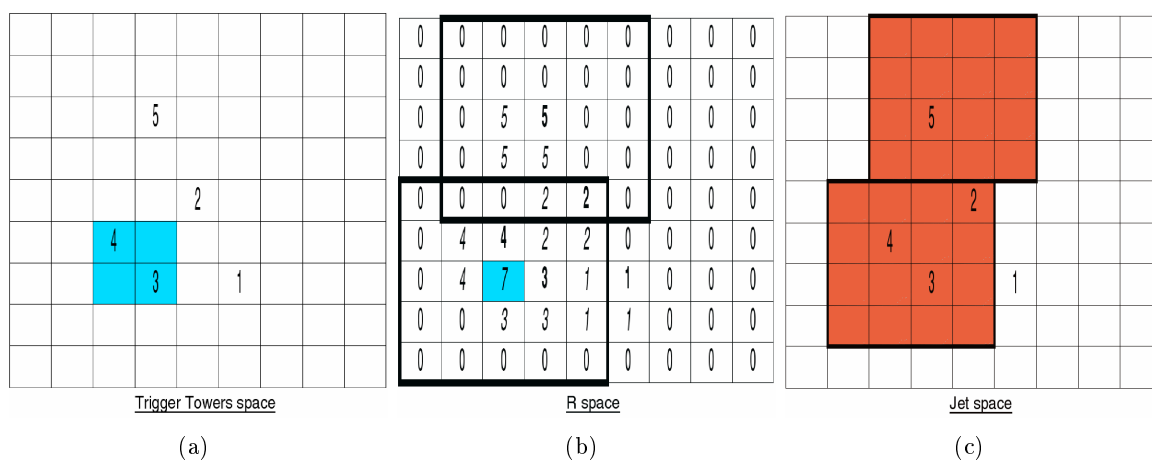 5
2
4
3 1
Trigger Towers space
(a)
0 0 0 0 0 0 0 0 0
0 0 0 0 0 0 0 0 0
0 0 5 5 0 0 0 0 0
0 0 5 5 0 0 0 0 0
0 0 0 2 2 0 0 0 0
0 4 4 2 2 0 0 0 0
0 4 7 3 1 1 0 0 0
0 0 3 3 1 1 0 0 0
0 0 0 0 0 0 0 0 0
R space
(b)
5
2
4
3 1
Jet space
(c)